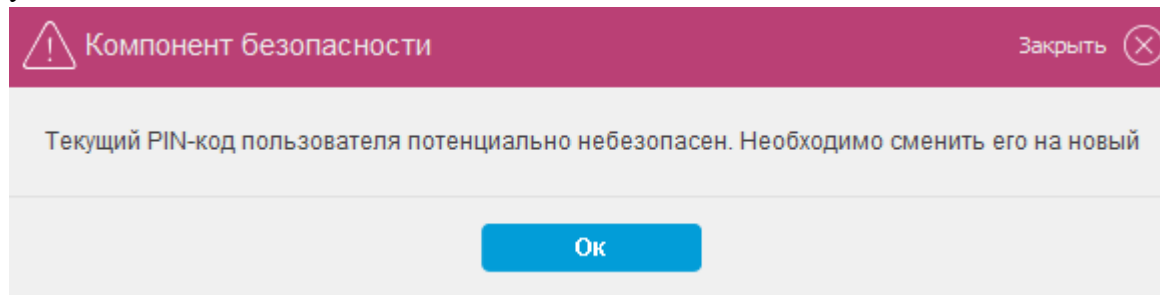 Компонент безопасности
Закрыть
Текущий PIN-код пользователя потенциально небезопасен. Необходимо сменить его на новый
Ок